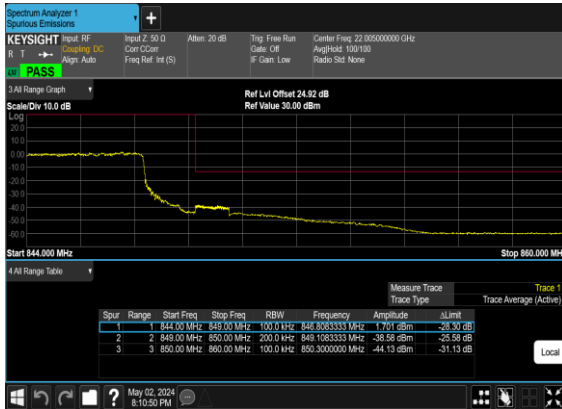 Spectrum Analyzer 1
Spurious Emissions
+
KEYSIGHT Input: RF Input Z: 50 Ω Atten: 20 dB Trig: Free Run Center Freq: 22.005000000 GHz
R T Coupling: DC Corr CCorr Gate: Off Avg|Hold: 100/100
Align: Auto Freq Ref: Int (S) IF Gain: Low Radio Std: None
PASS
3 All Range Graph
Ref Lvl Offset 24.92 dB
Scale/Div 10.0 dB Ref Value 30.00 dBm
Log
20.0
10.0
0.00
-10.0
-20.0
-30.0
-40.0
-50.0
-60.0
Start 844.000 MHz Stop 860.000 MH
4 All Range Table
Measure Trace Trace 1
Trace Type Trace Average (Active)
Spur Range Start Freq Stop Freq RBW Frequency Amplitude ΔLimit
1 1 844.00 MHz 849.00 MHz 100.0 kHz 846.8083333 MHz 1.701 dBm -28.30 dB
2 2 849.00 MHz 850.00 MHz 200.0 kHz 849.1083333 MHz -38.58 dBm -25.58 dB
3 3 850.00 MHz 860.00 MHz 100.0 kHz 850.3000000 MHz -44.13 dBm -31.13 dB
Local
? May 02, 2024
8:10:50 PM